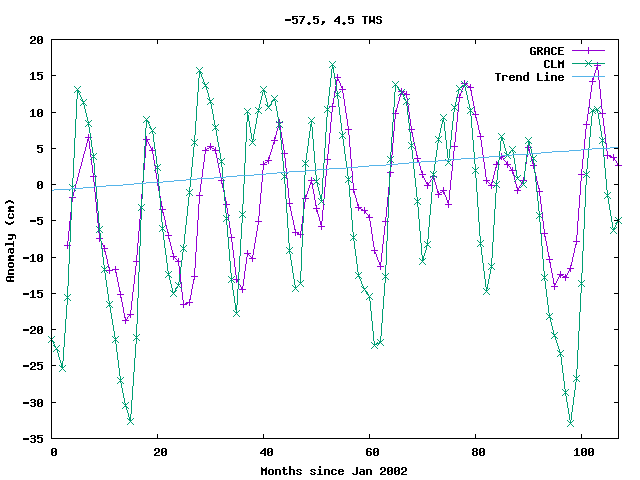 -57.5, 4.5 TWS
GRACE
CLM
Trend Line
20
15
10
5
0
-5
-10
-15
-20
-25
-30
-35
Anomaly (cm)
0 20 40 60 80 100
Months since Jan 2002